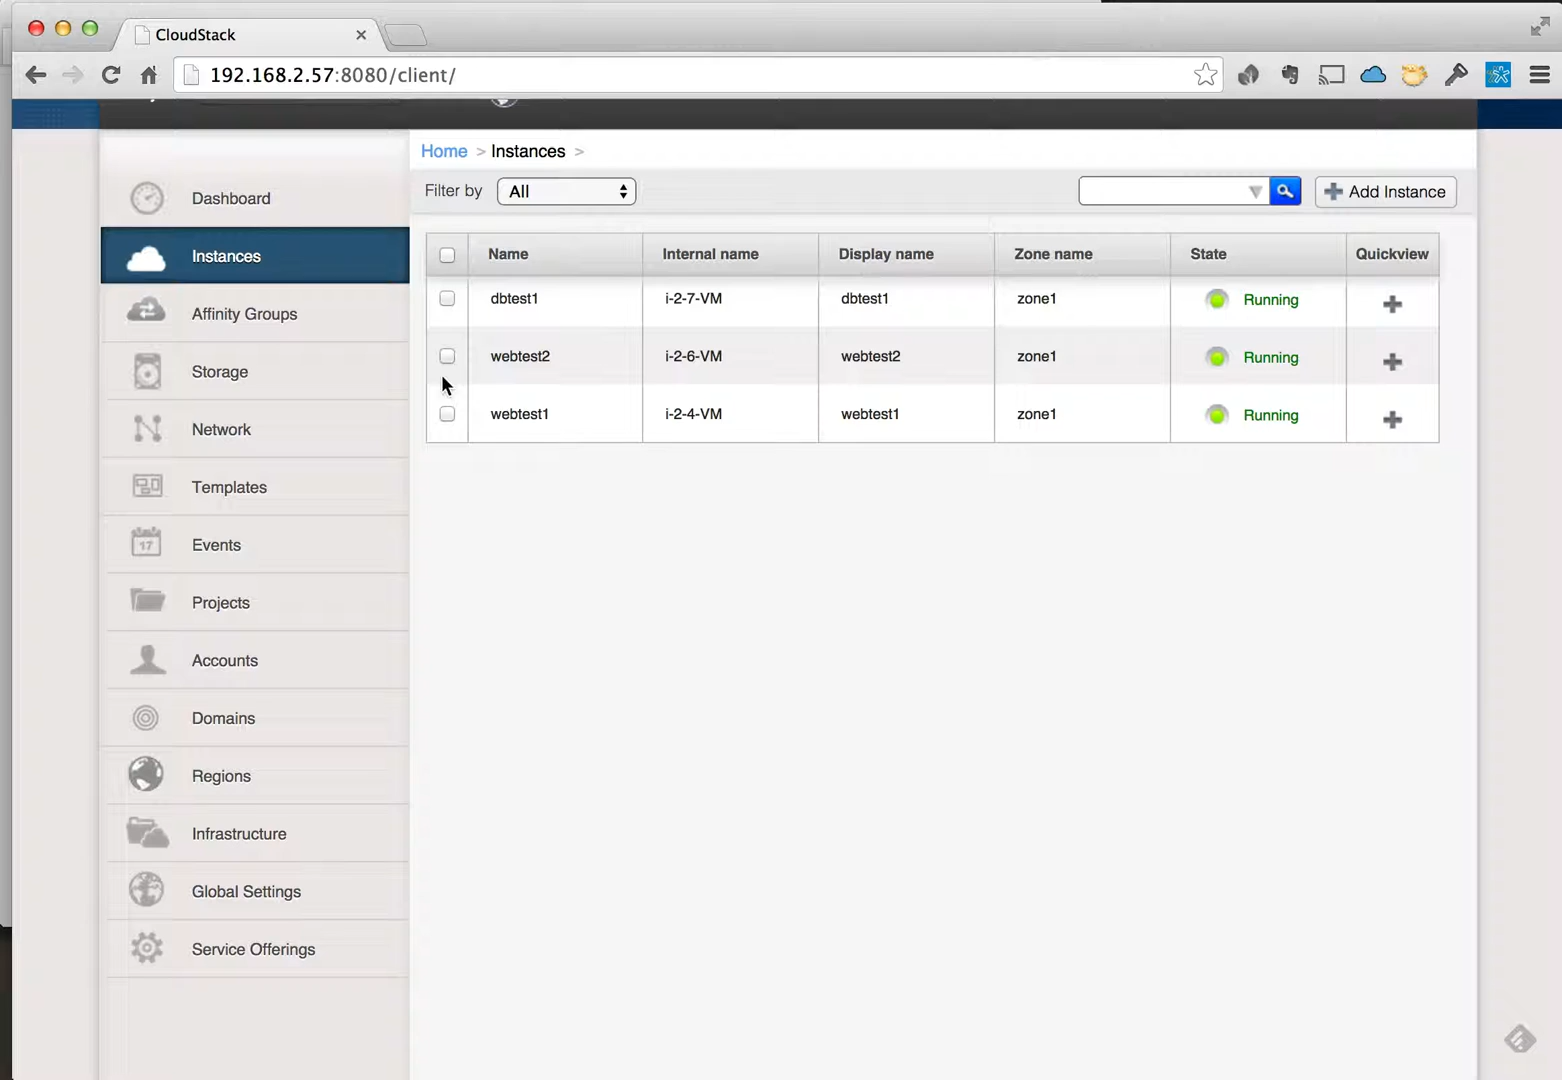 CloudStack
192.168.2.57:8080/client/
Home > Instances >
Filter by All Add Instance
Name Internal name Display name Zone name State Quickview
dbtest1 i-2-7-VM dbtest1 zone1 Running
webtest2 i-2-6-VM webtest2 zone1 Running
webtest1 i-2-4-VM webtest1 zone1 Running
Dashboard
Instances
Affinity Groups
Storage
Network
Templates
17 Events
Projects
Accounts
Domains
Regions
Infrastructure
Global Settings
Service Offerings